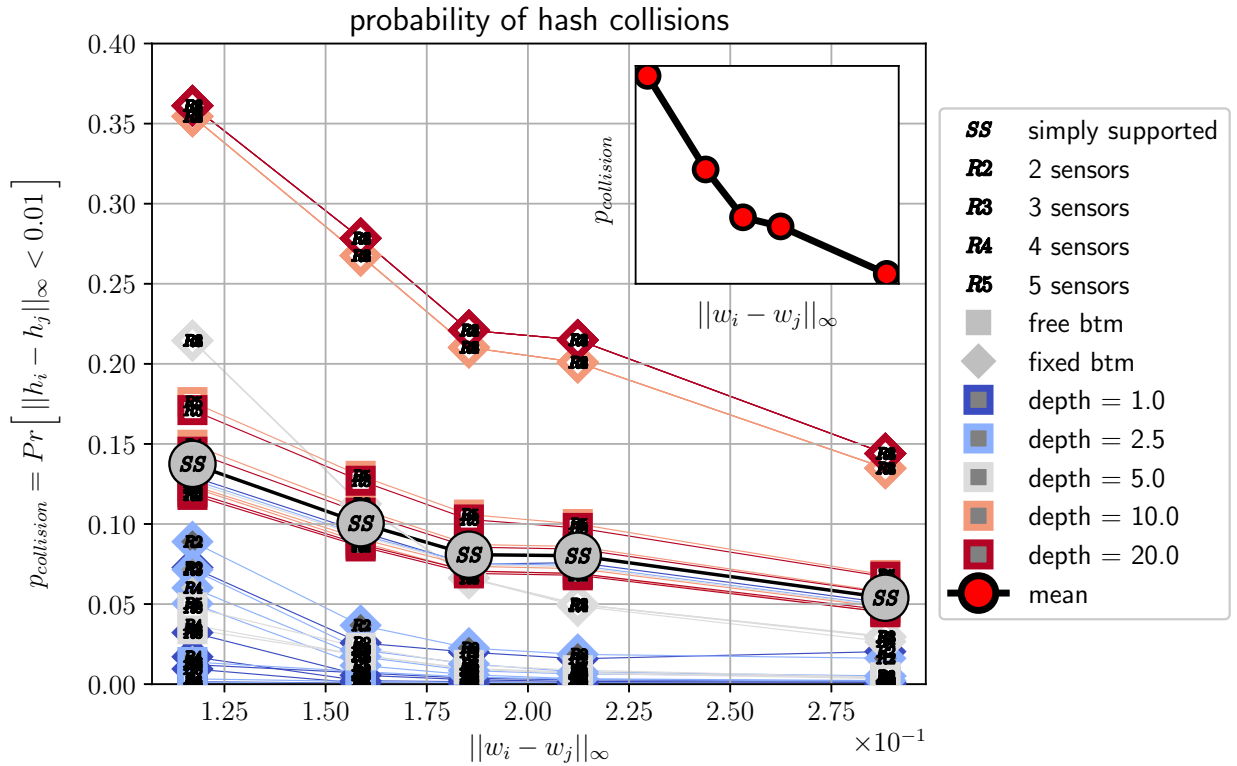 probability of hash collisions
p_collision = Pr[||h_i − h_j||_∞ < 0.01]
0.40
0.35
0.30
0.25
0.20
0.15
0.10
0.05
0.00
1.25
1.50
1.75
2.00
2.25
2.50
2.75
×10⁻¹
||w_i − w_j||_∞
p_collision
||w_i − w_j||_∞
SS
SS
SS
SS
SS
SS simply supported
R2 2 sensors
R3 3 sensors
R4 4 sensors
R5 5 sensors
free btm
fixed btm
depth = 1.0
depth = 2.5
depth = 5.0
depth = 10.0
depth = 20.0
mean